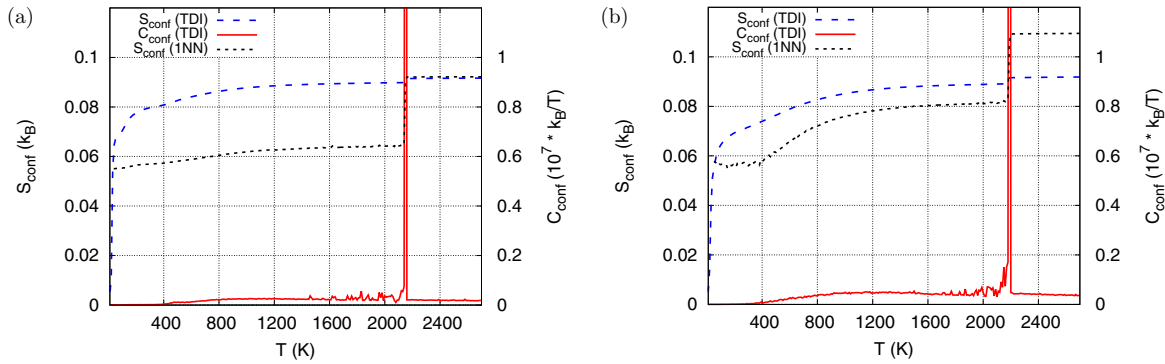 (a)
S_conf (TDI)
C_conf (TDI)
S_conf (1NN)
0.12
0.1
0.08
0.06
0.04
0.02
0
S_conf (k_B)
1
0.8
0.6
0.4
0.2
0
C_conf (10^7 * k_B/T)
400 800 1200 1600 2000 2400
T (K)
(b)
S_conf (TDI)
C_conf (TDI)
S_conf (1NN)
0.1
0.08
0.06
0.04
0.02
0
S_conf (k_B)
1
0.8
0.6
0.4
0.2
0
C_conf (10^7 * k_B/T)
400 800 1200 1600 2000 2400
T (K)